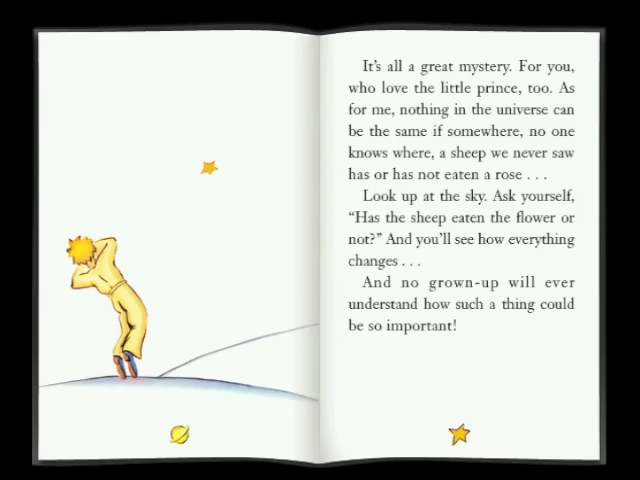 It's all a great mystery. For you,
who love the little prince, too. As
for me, nothing in the universe can
be the same if somewhere, no one
knows where, a sheep we never saw
has or has not eaten a rose . . .
Look up at the sky. Ask yourself,
“Has the sheep eaten the flower or
not?” And you'll see how everything
changes . . .
And no grown-up will ever
understand how such a thing could
be so important!